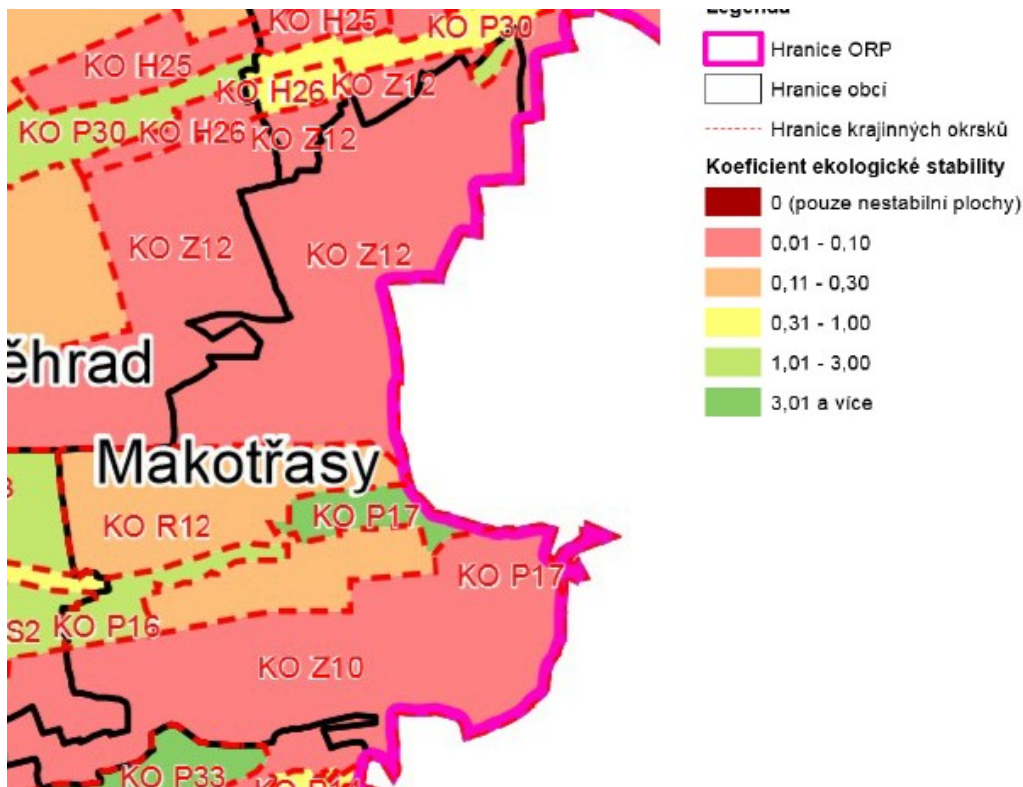 KO H25
KO P30
KO H25
KO H26
KO Z12
KO P30
KO H26
KO Z12
KO Z12
KO Z12
ěhrad
Makotřasy
KO R12
KO P17
KO P17
S2
KO P16
KO Z10
KO P33
Legenda
Hranice ORP
Hranice obcí
Hranice krajinných okrsků
Koeficient ekologické stability
0 (pouze nestabilní plochy)
0,01 - 0,10
0,11 - 0,30
0,31 - 1,00
1,01 - 3,00
3,01 a více